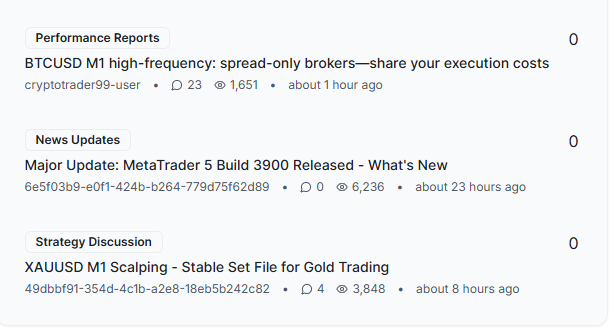 Performance Reports
0
BTCUSD M1 high-frequency: spread-only brokers—share your execution costs
cryptotrader99-user • 23 1,651 • about 1 hour ago
News Updates
0
Major Update: MetaTrader 5 Build 3900 Released - What's New
6e5f03b9-e0f1-424b-b264-779d75f62d89 • 0 6,236 • about 23 hours ago
Strategy Discussion
0
XAUUSD M1 Scalping - Stable Set File for Gold Trading
49dbbf91-354d-4c1b-a2e8-18eb5b242c82 • 4 3,848 • about 8 hours ago